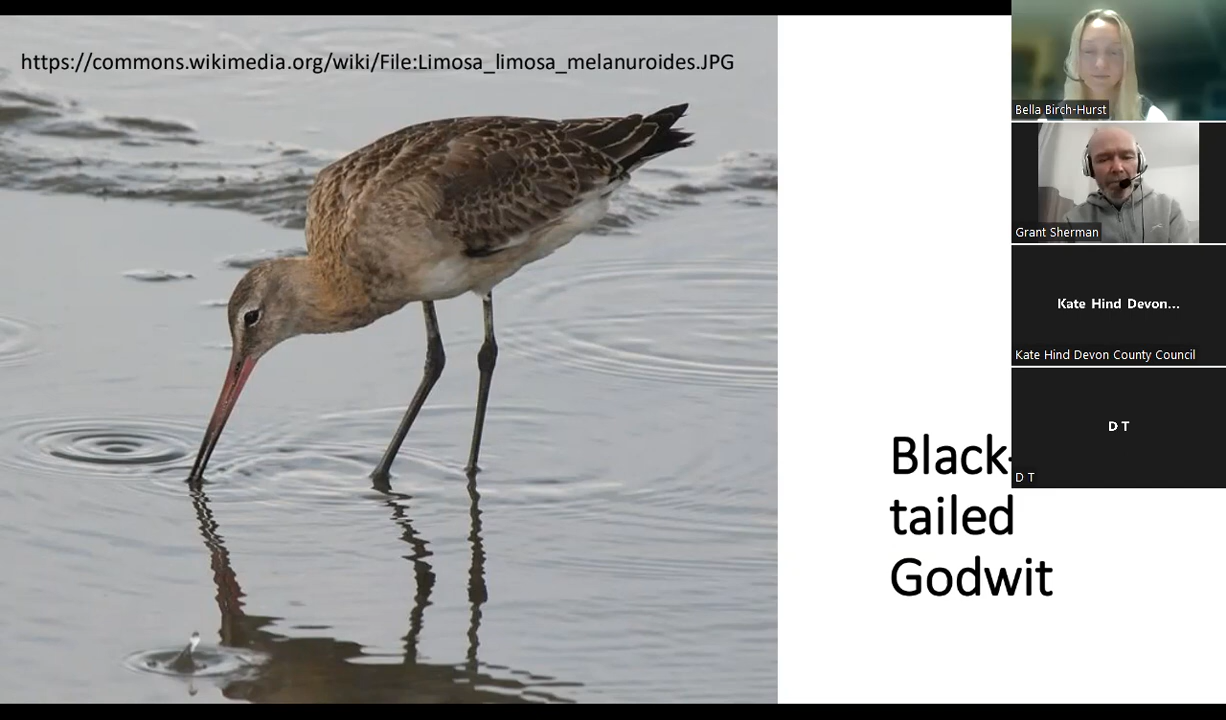 https://commons.wikimedia.org/wiki/File:Limosa_limosa_melanuroides.JPG
Black-
tailed
Godwit
Bella Birch-Hurst
Grant Sherman
Kate Hind Devon...
Kate Hind Devon County Council
D T
D T